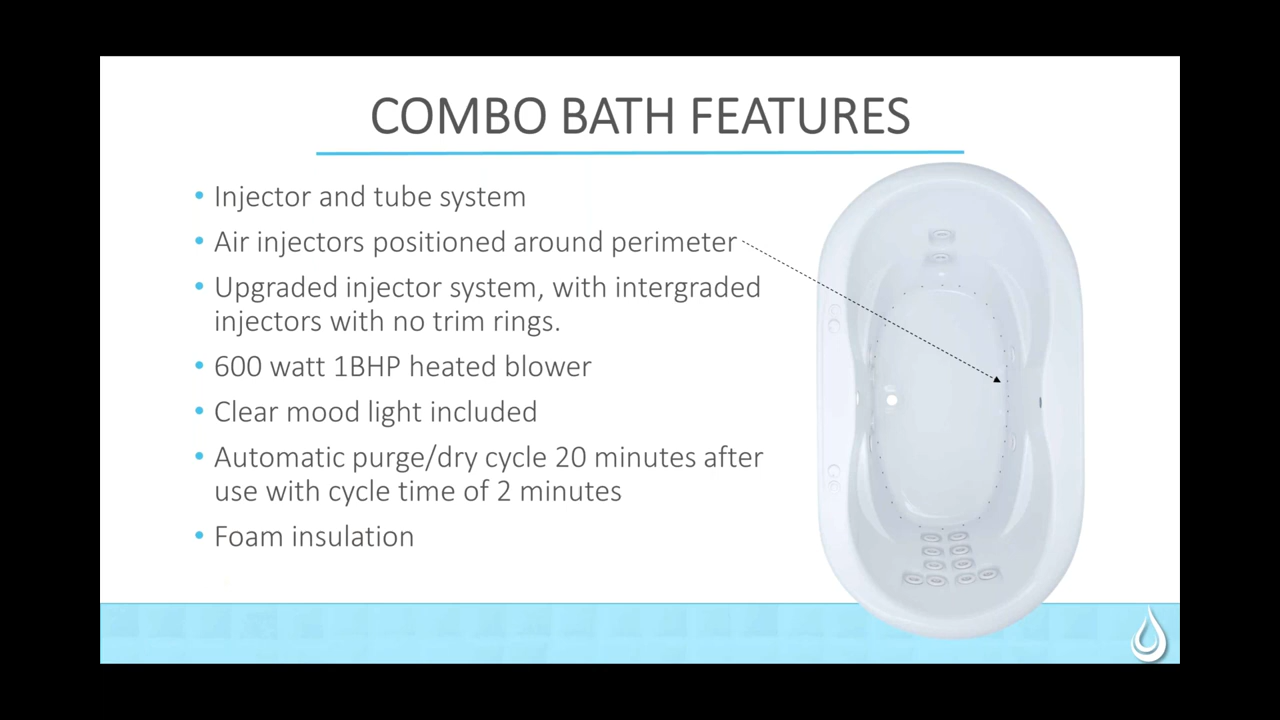 COMBO BATH FEATURES
• Injector and tube system
• Air injectors positioned around perimeter
• Upgraded injector system, with intergraded
injectors with no trim rings.
• 600 watt 1BHP heated blower
• Clear mood light included
• Automatic purge/dry cycle 20 minutes after
use with cycle time of 2 minutes
• Foam insulation